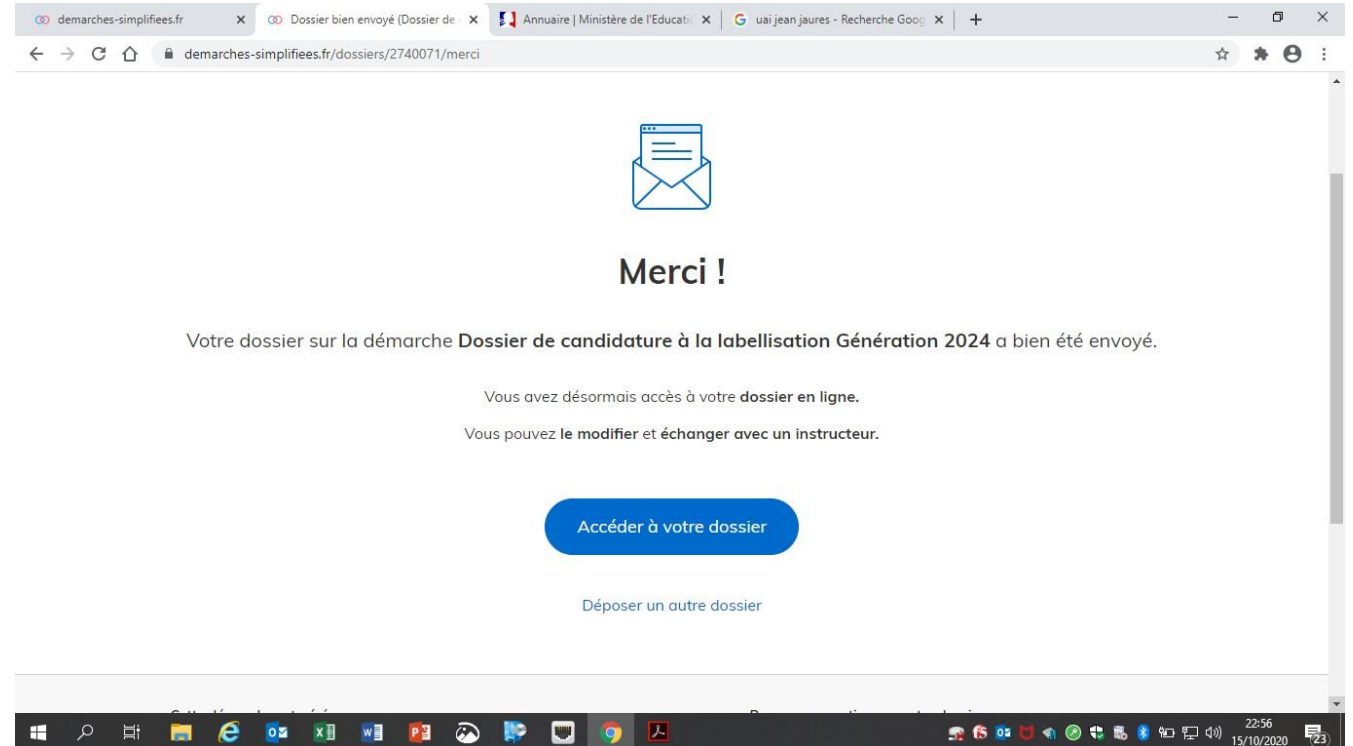 demarches-simplifiees.fr
Dossier bien envoyé (Dossier de
Annuaire | Ministère de l'Educatio
uai jean jaures - Recherche Goog
demarches-simplifiees.fr/dossiers/2740071/merci
Merci !
Votre dossier sur la démarche Dossier de candidature à la labellisation Génération 2024 a bien été envoyé.
Vous avez désormais accès à votre dossier en ligne.
Vous pouvez le modifier et échanger avec un instructeur.
Accéder à votre dossier
Déposer un autre dossier
22:56
15/10/2020
23